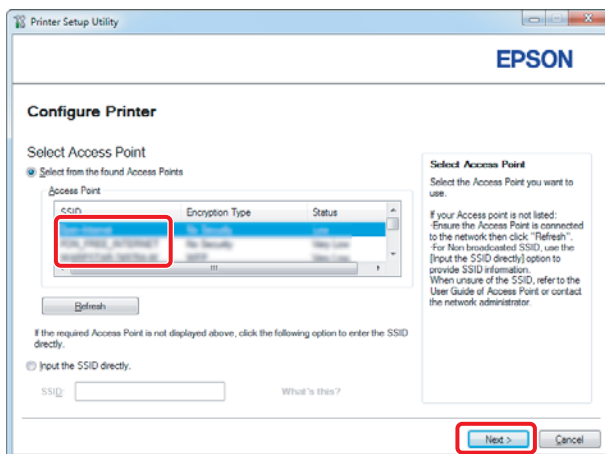 Printer Setup Utility
EPSON
Configure Printer
Select Access Point
Select from the found Access Points
Access Point
SSID Encryption Type Status
Refresh
If the required Access Point is not displayed above, click the following option to enter the SSID
directly.
Input the SSID directly.
SSID: What's this?
Select Access Point
Select the Access Point you want to
use.
If your Access point is not listed:
·Ensure the Access Point is connected
to the network then click "Refresh".
·For Non broadcasted SSID, use the
[Input the SSID directly] option to
provide SSID information.
When unsure of the SSID, refer to the
User Guide of Access Point or contact
the network administrator.
Next >
Cancel